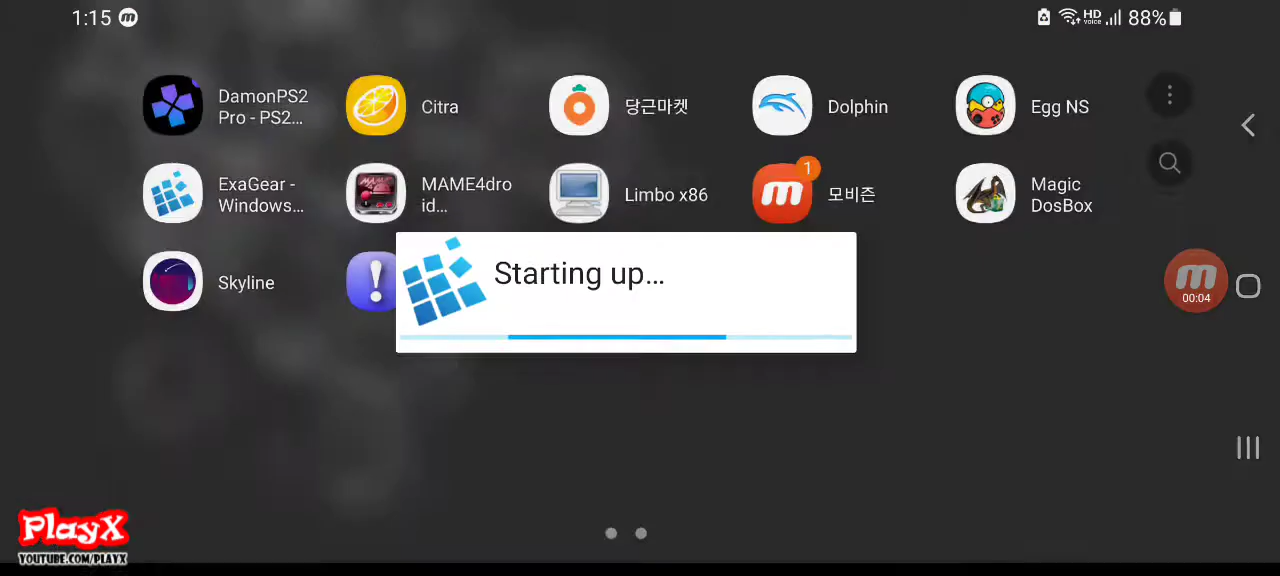 1:15
HD
voice
88%
DamonPS2
Pro - PS2...
Citra
당근마켓
Dolphin
Egg NS
ExaGear -
Windows...
MAME4dro
id...
Limbo x86
1
모비즌
Magic
DosBox
Skyline
Starting up...
00:04
PlayX
YOUTUBE.COM/PLAYX